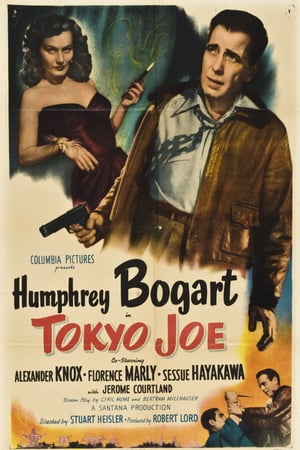 COLUMBIA PICTURES
presents
Humphrey Bogart
in
TOKYO JOE
Co-Starring
ALEXANDER KNOX · FLORENCE MARLY · SESSUE HAYAKAWA
with JEROME COURTLAND
Screen Play by CYRIL HUME and BERTRAM MILLHAUSER
A SANTANA PRODUCTION
Directed by STUART HEISLER · Produced by ROBERT LORD